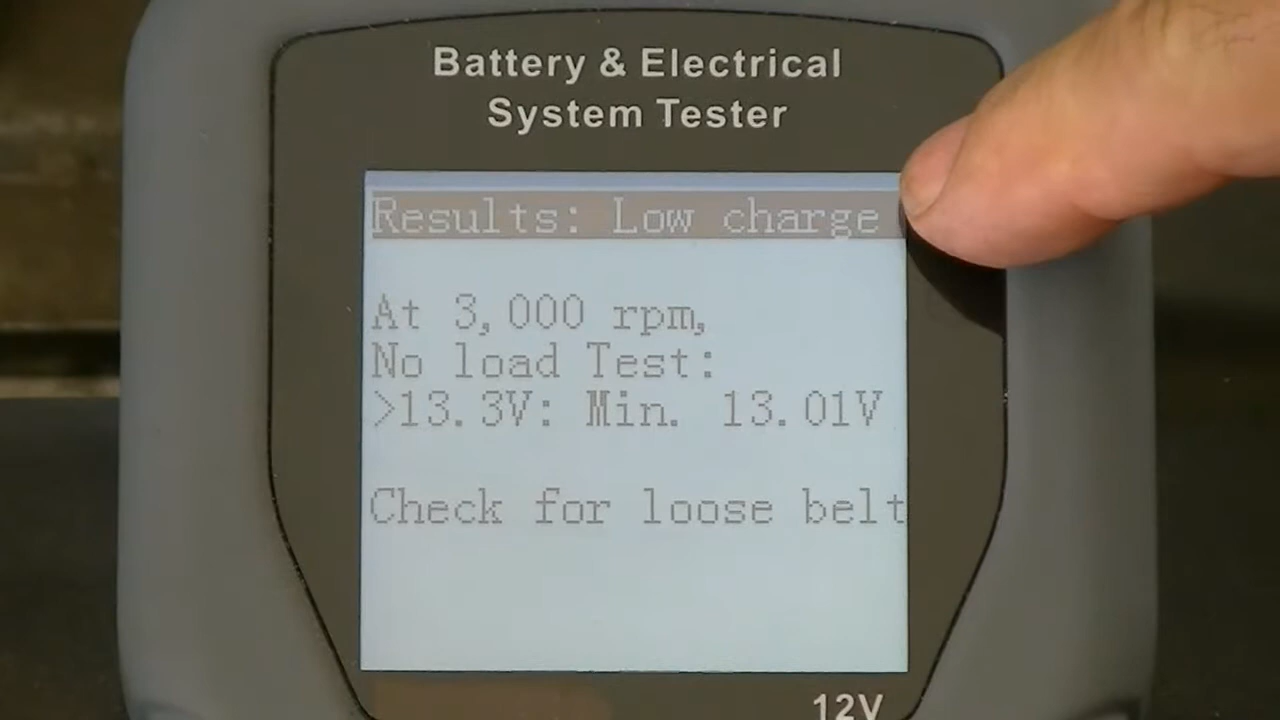 Battery & Electrical
System Tester
Results: Low charge
At 3,000 rpm,
No load Test:
>13.3V: Min. 13.01V
Check for loose belt
12V